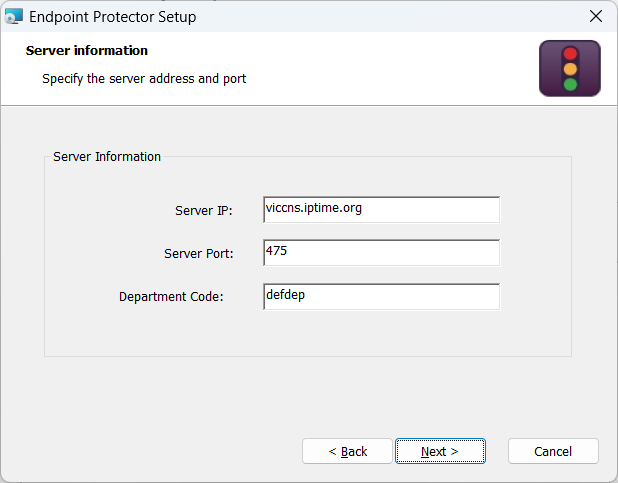 Endpoint Protector Setup
Server information
Specify the server address and port
Server Information
Server IP: viccns.iptime.org
Server Port: 475
Department Code: defdep
< Back Next > Cancel